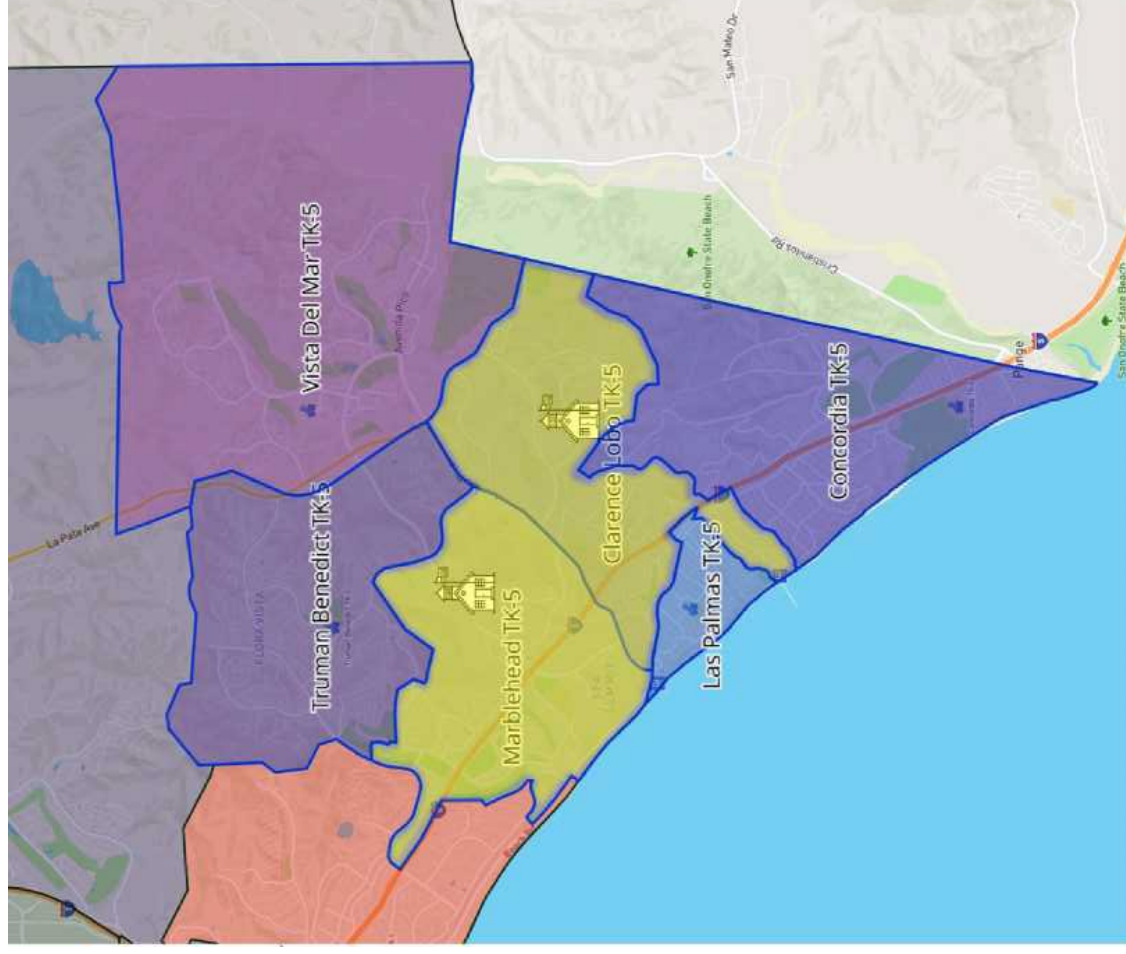 San Mateo Dr
Vista Del Mar TK-5
Avenida Pico
San Onofre State Beach
Cristianitos Rd
La Pata Ave
Truman Benedict TK-5
Clarence Lobo TK-5
Concordia TK-5
Las Palmas TK-5
Marblehead TK-5
5
San Onofre State Beach